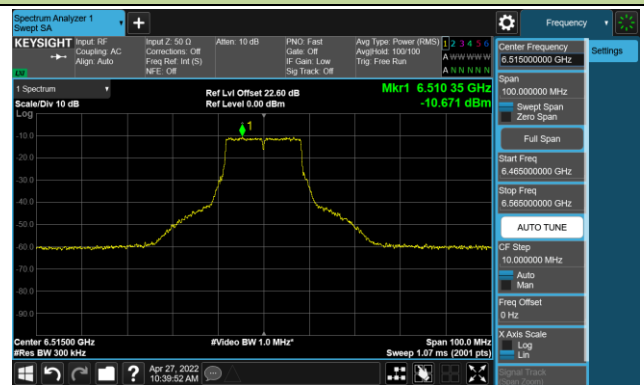 Spectrum Analyzer 1
Swept SA
+
Frequency
KEYSIGHT
Input: RF
Coupling: AC
Align: Auto
Input Z: 50 Ω
Corrections: Off
Freq Ref: Int (S)
NFE: Off
Atten: 10 dB
PNO: Fast
Gate: Off
IF Gain: Low
Sig Track: Off
Avg Type: Power (RMS)
Avg|Hold: 100/100
Trig: Free Run
1 2 3 4 5 6
A W W W W W
A N N N N N
LXI
1 Spectrum
Scale/Div 10 dB
Log
Ref Lvl Offset 22.60 dB
Ref Level 0.00 dBm
Mkr1 6.510 35 GHz
-10.671 dBm
1
-10.0
-20.0
-30.0
-40.0
-50.0
-60.0
-70.0
-80.0
-90.0
Center 6.51500 GHz
#Res BW 300 kHz
#Video BW 1.0 MHz*
Span 100.0 MHz
Sweep 1.07 ms (2001 pts)
Center Frequency
6.515000000 GHz
Settings
Span
100.000000 MHz
Swept Span
Zero Span
Full Span
Start Freq
6.465000000 GHz
Stop Freq
6.565000000 GHz
AUTO TUNE
CF Step
10.000000 MHz
Auto
Man
Freq Offset
0 Hz
X Axis Scale
Log
Lin
Signal Track
(Span Zoom)
?
Apr 27, 2022
10:39:52 AM